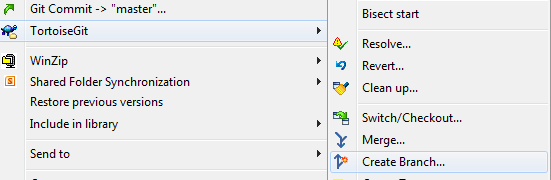 Git Commit -> "master"...
TortoiseGit
WinZip
Shared Folder Synchronization
Restore previous versions
Include in library
Send to
Bisect start
Resolve...
Revert...
Clean up...
Switch/Checkout...
Merge...
Create Branch...